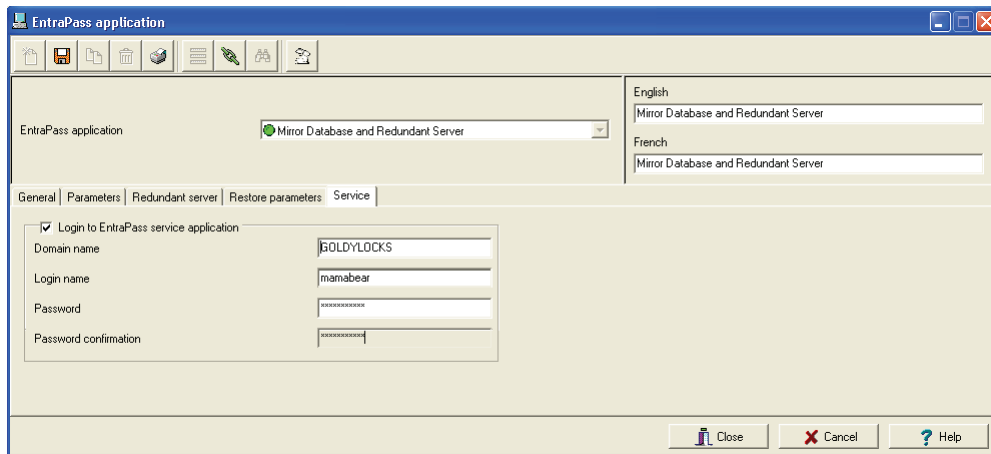 EntraPass application
English
Mirror Database and Redundant Server
EntraPass application
Mirror Database and Redundant Server
French
Mirror Database and Redundant Server
General
Parameters
Redundant server
Restore parameters
Service
Login to EntraPass service application
Domain name
GOLDYLOCKS
Login name
mamabear
Password
***********
Password confirmation
***********
Close
Cancel
? Help